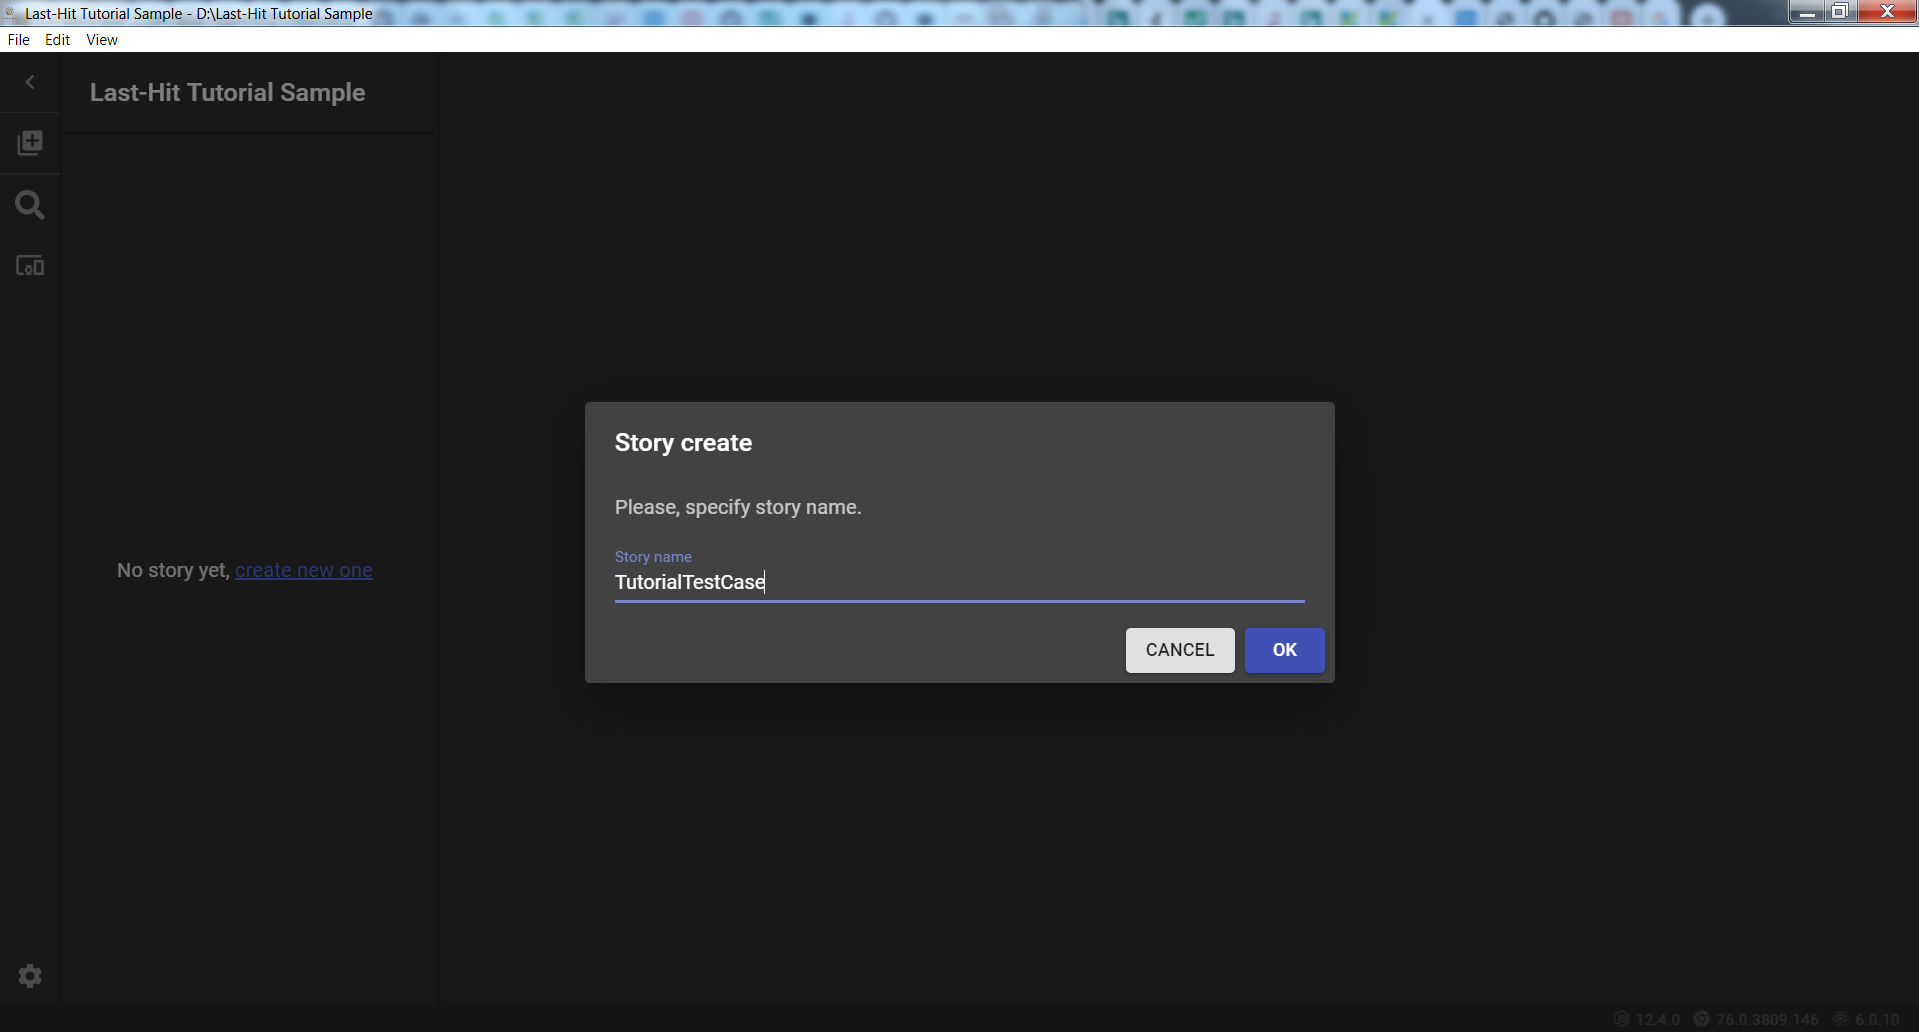 Last-Hit Tutorial Sample - D:\Last-Hit Tutorial Sample
File Edit View
Last-Hit Tutorial Sample
No story yet, create new one
Story create
Please, specify story name.
Story name
TutorialTestCase
CANCEL OK
12.4.0 76.0.3809.146 6.0.10